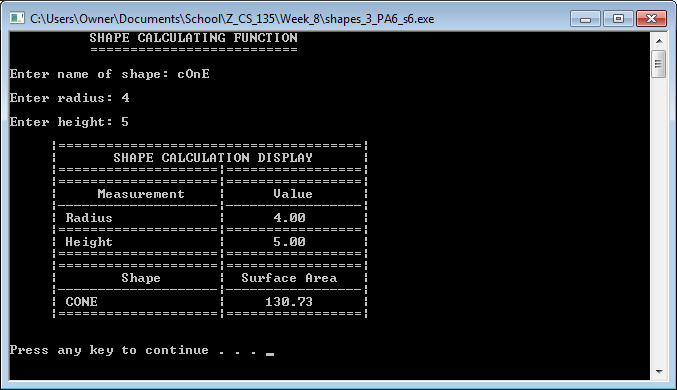 C:\Users\Owner\Documents\School\Z_CS_135\Week_8\shapes_3_PA6_s6.exe
SHAPE CALCULATING FUNCTION
==========================
Enter name of shape: cOnE
Enter radius: 4
Enter height: 5
¦=====================================¦
¦ SHAPE CALCULATION DISPLAY ¦
¦====================¦================¦
¦====================¦================¦
¦ Measurement ¦ Value ¦
¦--------------------¦----------------¦
¦ Radius ¦ 4.00 ¦
¦====================¦================¦
¦ Height ¦ 5.00 ¦
¦====================¦================¦
¦====================¦================¦
¦ Shape ¦ Surface Area ¦
¦--------------------¦----------------¦
¦ CONE ¦ 130.73 ¦
¦====================¦================¦
Press any key to continue . . . _